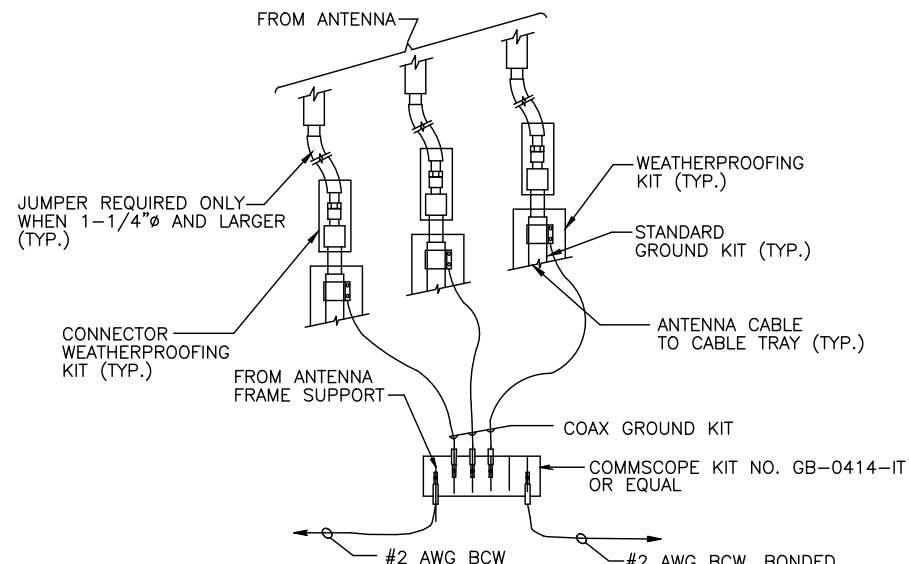 FROM ANTENNA
JUMPER REQUIRED ONLY
WHEN 1-1/4"ø AND LARGER
(TYP.)
WEATHERPROOFING
KIT (TYP.)
STANDARD
GROUND KIT (TYP.)
CONNECTOR
WEATHERPROOFING
KIT (TYP.)
ANTENNA CABLE
TO CABLE TRAY (TYP.)
FROM ANTENNA
FRAME SUPPORT
COAX GROUND KIT
COMMSCOPE KIT NO. GB-0414-IT
OR EQUAL
#2 AWG BCW
#2 AWG BCW, BONDED